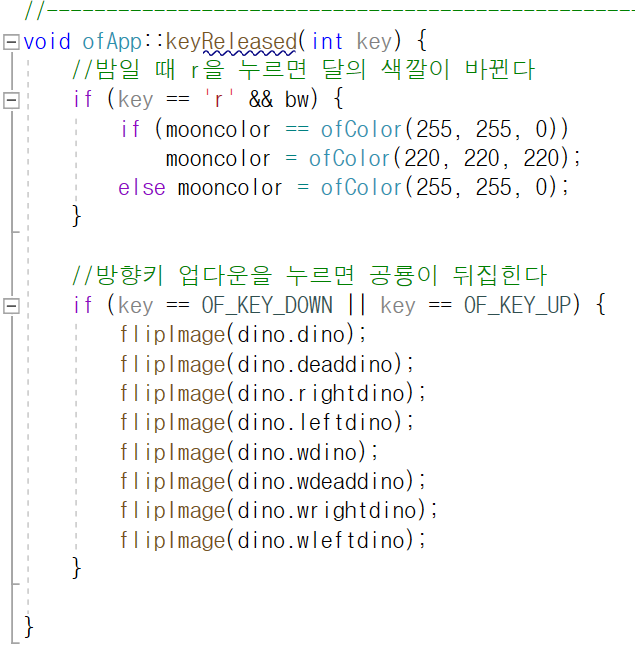 //--------------------------------------------------
void ofApp::keyReleased(int key) {
//밤일 때 r을 누르면 달의 색깔이 바뀐다
if (key == 'r' && bw) {
if (mooncolor == ofColor(255, 255, 0))
mooncolor = ofColor(220, 220, 220);
else mooncolor = ofColor(255, 255, 0);
}
//방향키 업다운을 누르면 공룡이 뒤집힌다
if (key == OF_KEY_DOWN || key == OF_KEY_UP) {
flipImage(dino.dino);
flipImage(dino.deaddino);
flipImage(dino.rightdino);
flipImage(dino.leftdino);
flipImage(dino.wdino);
flipImage(dino.wdeaddino);
flipImage(dino.wrightdino);
flipImage(dino.wleftdino);
}
}